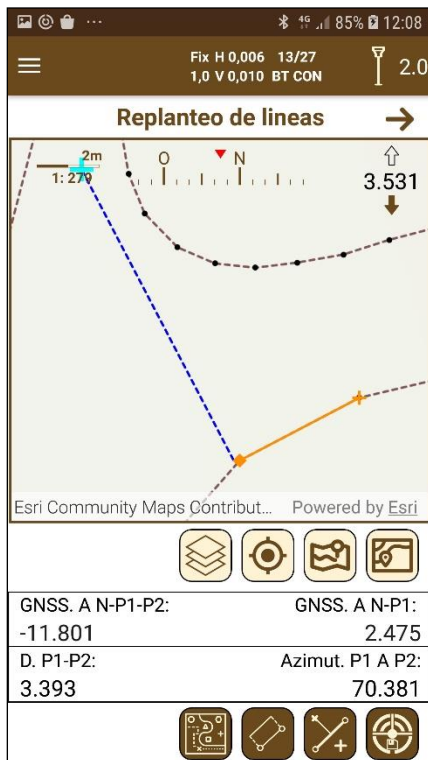 4G 85% 12:08
Fix H 0,006 13/27
1,0 V 0,010 BT CON
2.0
Replanteo de lineas
2m
1: 279
O N
3.531
Esri Community Maps Contribut... Powered by Esri
GNSS. A N-P1-P2: GNSS. A N-P1:
-11.801 2.475
D. P1-P2: Azimut. P1 A P2:
3.393 70.381